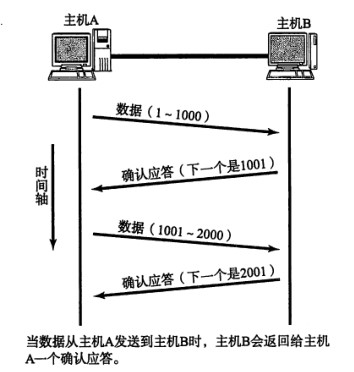 主机A
主机B
数据（1～1000）
确认应答（下一个是1001）
时间轴
数据（1001～2000）
确认应答（下一个是2001）
当数据从主机A发送到主机B时，主机B会返回给主机
A一个确认应答。